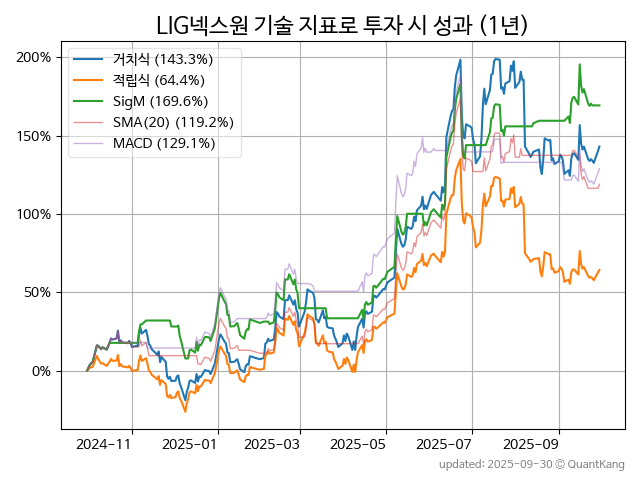 LIG넥스원 기술 지표로 투자 시 성과 (1년)
거치식 (143.3%)
적립식 (64.4%)
SigM (169.6%)
SMA(20) (119.2%)
MACD (129.1%)
200%
150%
100%
50%
0%
2024-11 2025-01 2025-03 2025-05 2025-07 2025-09
updated: 2025-09-30 © QuantKang